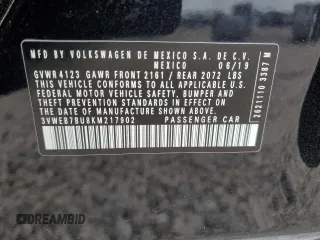 MFD BY VOLKSWAGEN DE MEXICO S.A. DE C.V.
MEXICO 06/19
GVWR 4123 GAWR FRONT 2161 / REAR 2072 LBS
THIS VEHICLE CONFORMS TO ALL APPLICABLE
FEDERAL MOTOR VEHICLE SAFETY, BUMPER AND
THEFT PREVENTION STANDARDS IN EFFECT ON THE
DATE OF MANUFACTURE SHOWN ABOVE
3VWEB7BU8KM217902 PASSENGER CAR
2021110 3387 M
© DREAMBID